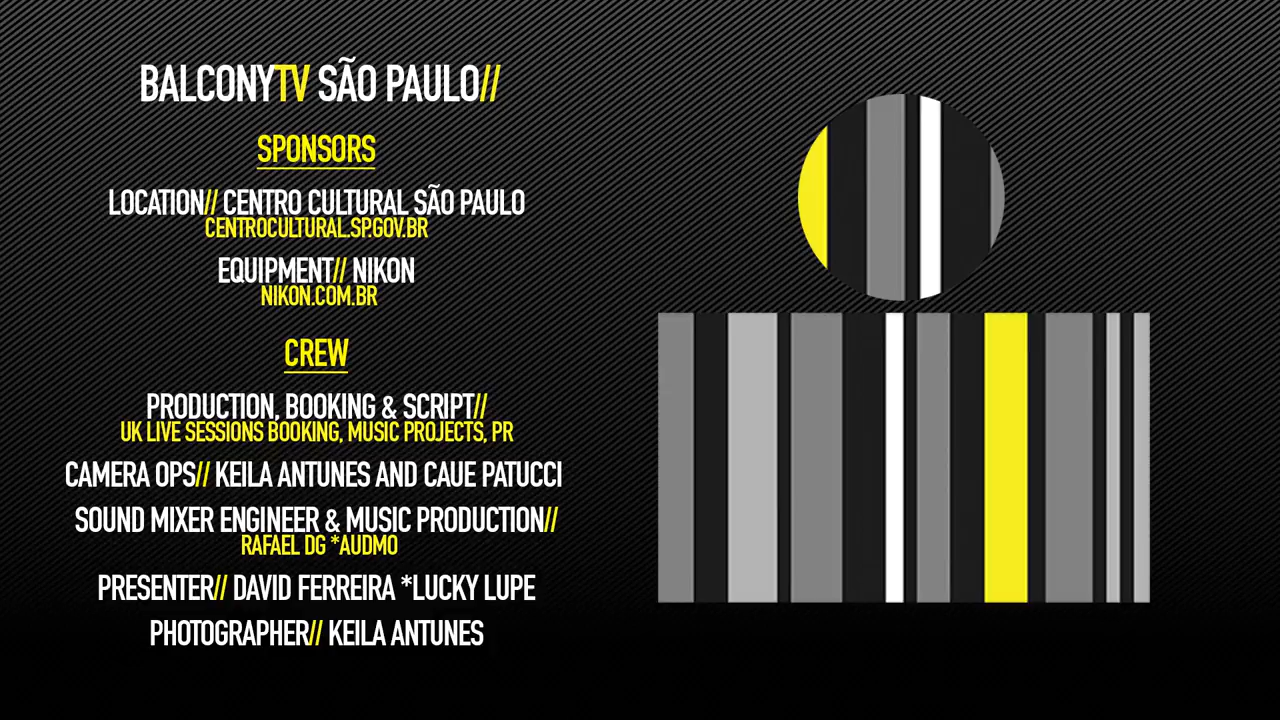 BALCONYTV SÃO PAULO//
SPONSORS
LOCATION// CENTRO CULTURAL SÃO PAULO
CENTROCULTURAL.SP.GOV.BR
EQUIPMENT// NIKON
NIKON.COM.BR
CREW
PRODUCTION, BOOKING & SCRIPT//
UK LIVE SESSIONS BOOKING, MUSIC PROJECTS, PR
CAMERA OPS// KEILA ANTUNES AND CAUE PATUCCI
SOUND MIXER ENGINEER & MUSIC PRODUCTION//
RAFAEL DG *AUDMO
PRESENTER// DAVID FERREIRA *LUCKY LUPE
PHOTOGRAPHER// KEILA ANTUNES